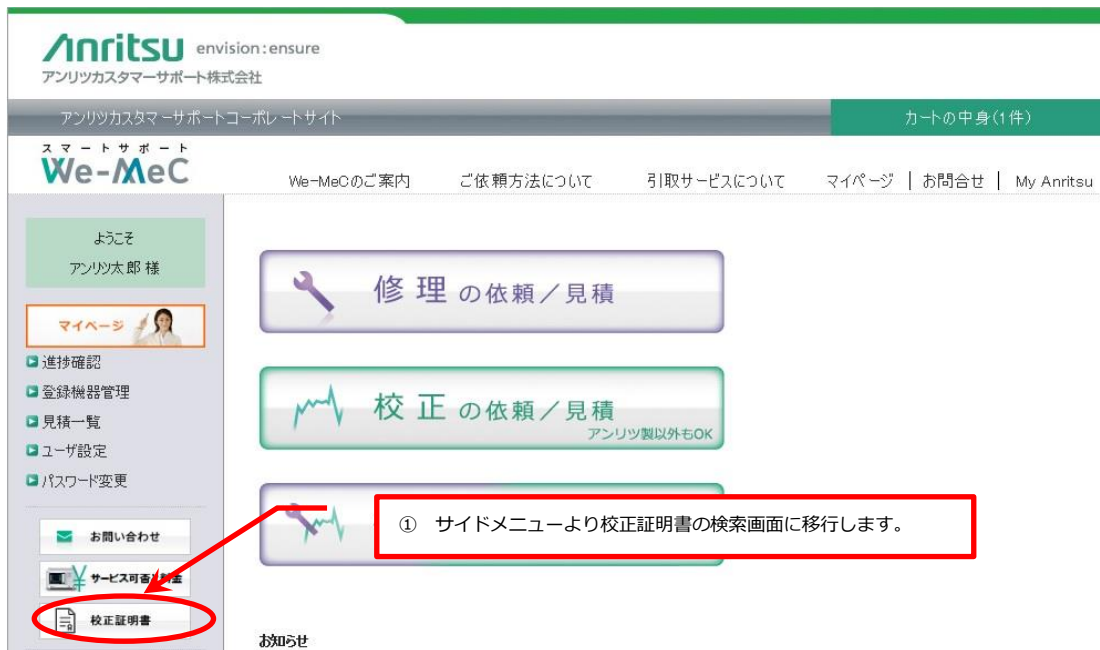 Anritsu envision:ensure
アンリツカスタマーサポート株式会社
アンリツカスタマーサポートコーポレートサイト
カートの中身(1件)
スマートサポート
We-MeC
We-MeCのご案内 ご依頼方法について 引取サービスについて マイページ | お問合せ | My Anritsu
ようこそ
アンリツ太郎 様
マイページ
進捗確認
登録機器管理
見積一覧
ユーザ設定
パスワード変更
お問い合わせ
サービス可否 料金
校正証明書
修理の依頼／見積
校正の依頼／見積
アンリツ製以外もOK
① サイドメニューより校正証明書の検索画面に移行します。
お知らせ